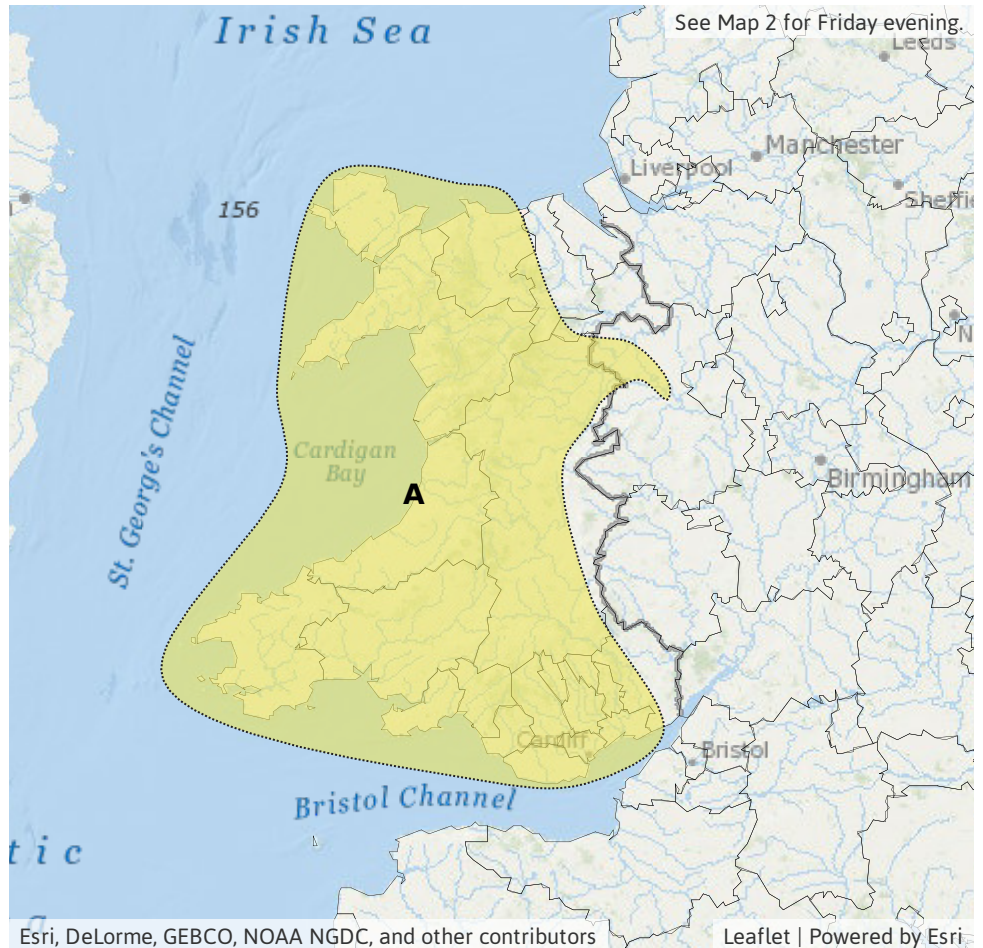 See Map 2 for Friday evening.
Irish Sea
Leeds
Manchester
Liverpool
Sheffie
156
N
St. George's Channel
Cardigan
Bay
A
Birmingham
Cardiff
Bristol
Bristol Channel
tic
a
Esri, DeLorme, GEBCO, NOAA NGDC, and other contributors
Leaflet | Powered by Esri